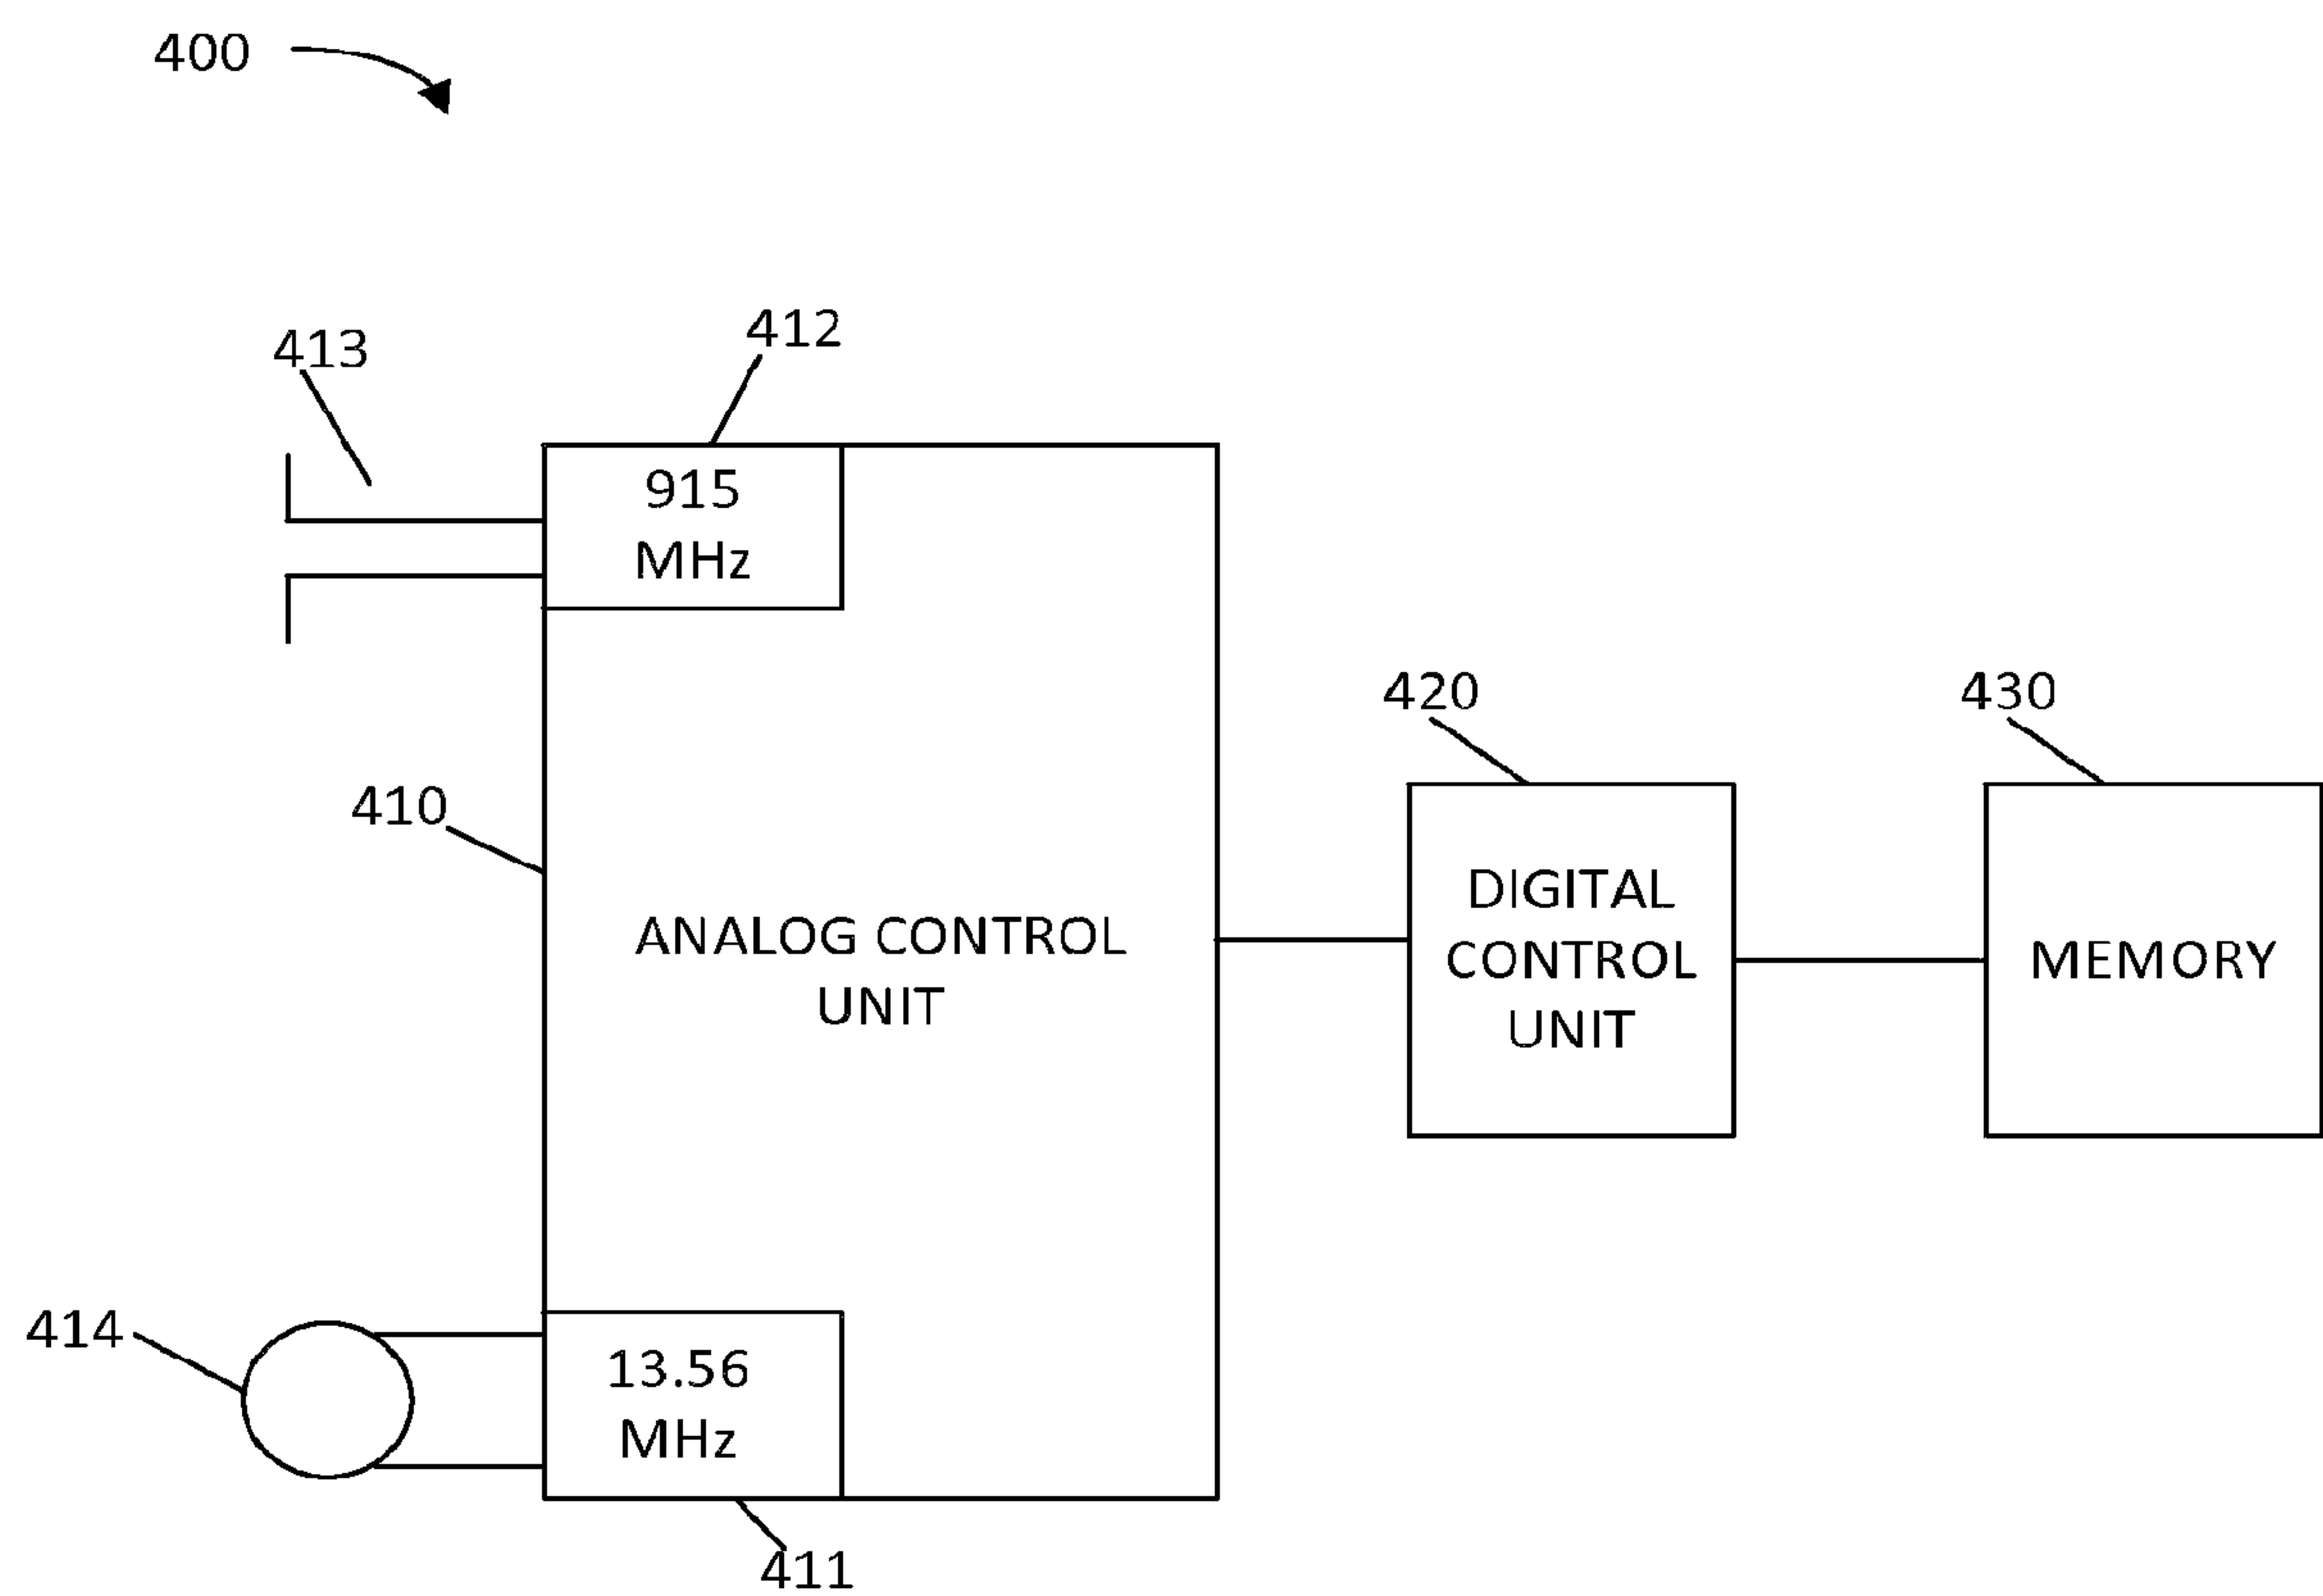 400
412
413
915
MHz
420
430
410
DIGITAL
CONTROL
UNIT
MEMORY
ANALOG CONTROL
UNIT
414
13.56
MHz
411